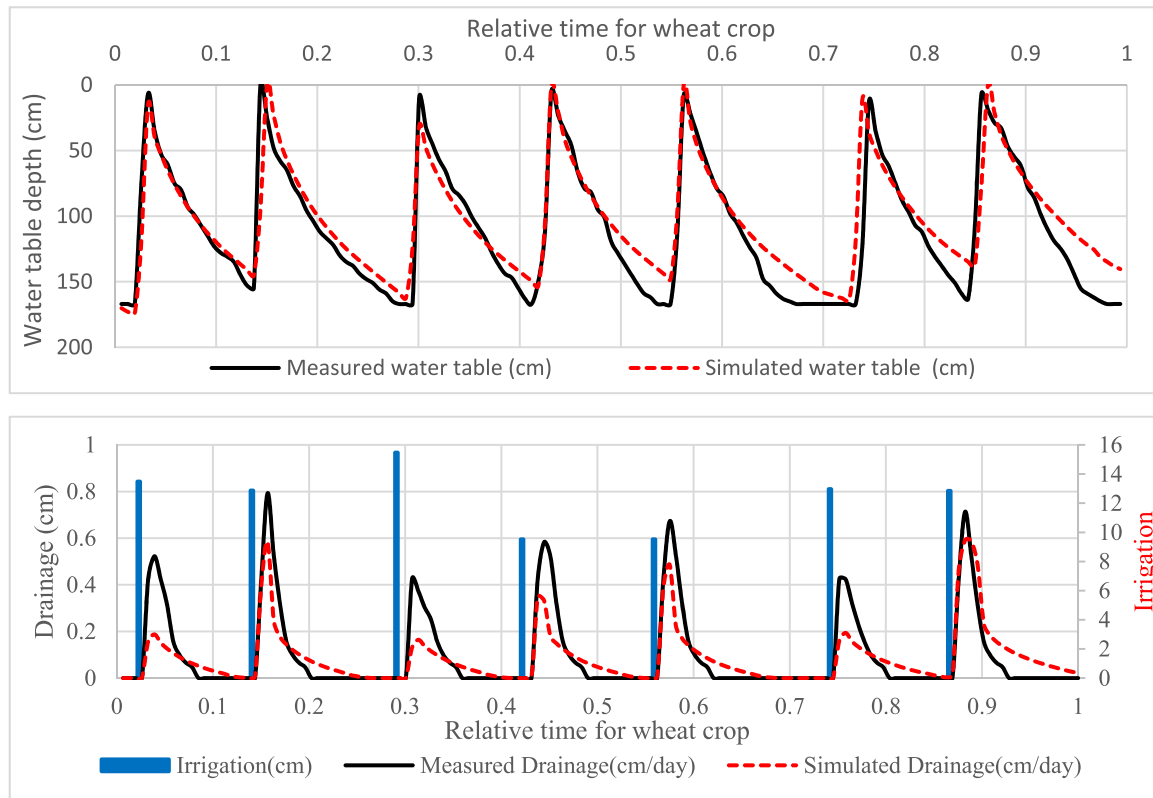 Relative time for wheat crop
0 0.1 0.2 0.3 0.4 0.5 0.6 0.7 0.8 0.9 1
Water table depth (cm)
0
50
100
150
200
Measured water table (cm) Simulated water table (cm)
Drainage (cm)
1
0.8
0.6
0.4
0.2
0
16
14
12
10
8
6
4
2
0
Irrigation
0 0.1 0.2 0.3 0.4 0.5 0.6 0.7 0.8 0.9 1
Relative time for wheat crop
Irrigation(cm) Measured Drainage(cm/day) Simulated Drainage(cm/day)